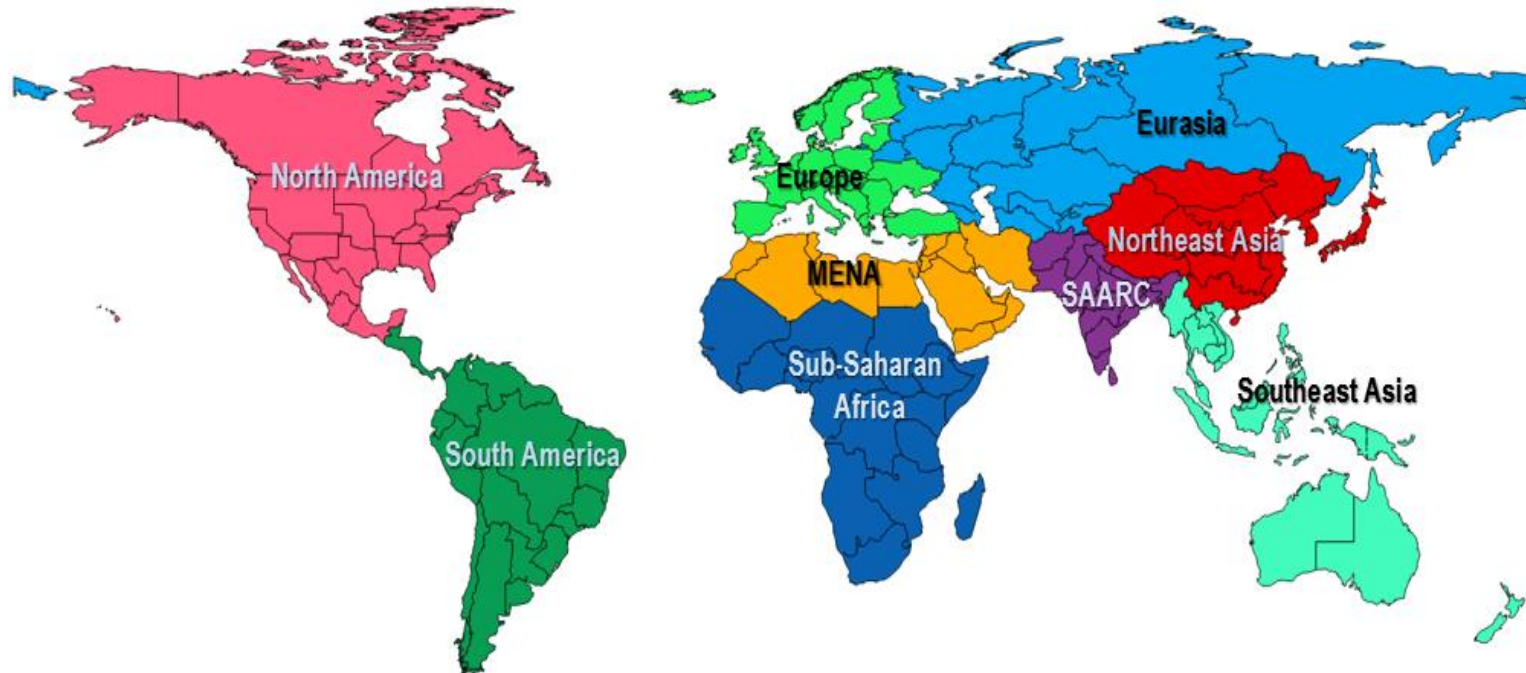 North America
Eurasia
Europe
Northeast Asia
MENA
SAARC
Sub-Saharan
Africa
Southeast Asia
South America